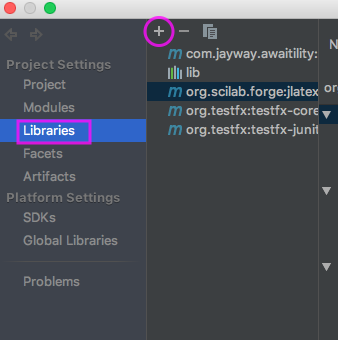 Project Settings
Project
Modules
Libraries
Facets
Artifacts
Platform Settings
SDKs
Global Libraries
Problems
com.jayway.awaitility:
lib
org.scilab.forge:jlatex
org.testfx:testfx-core
org.testfx:testfx-junit
N
org